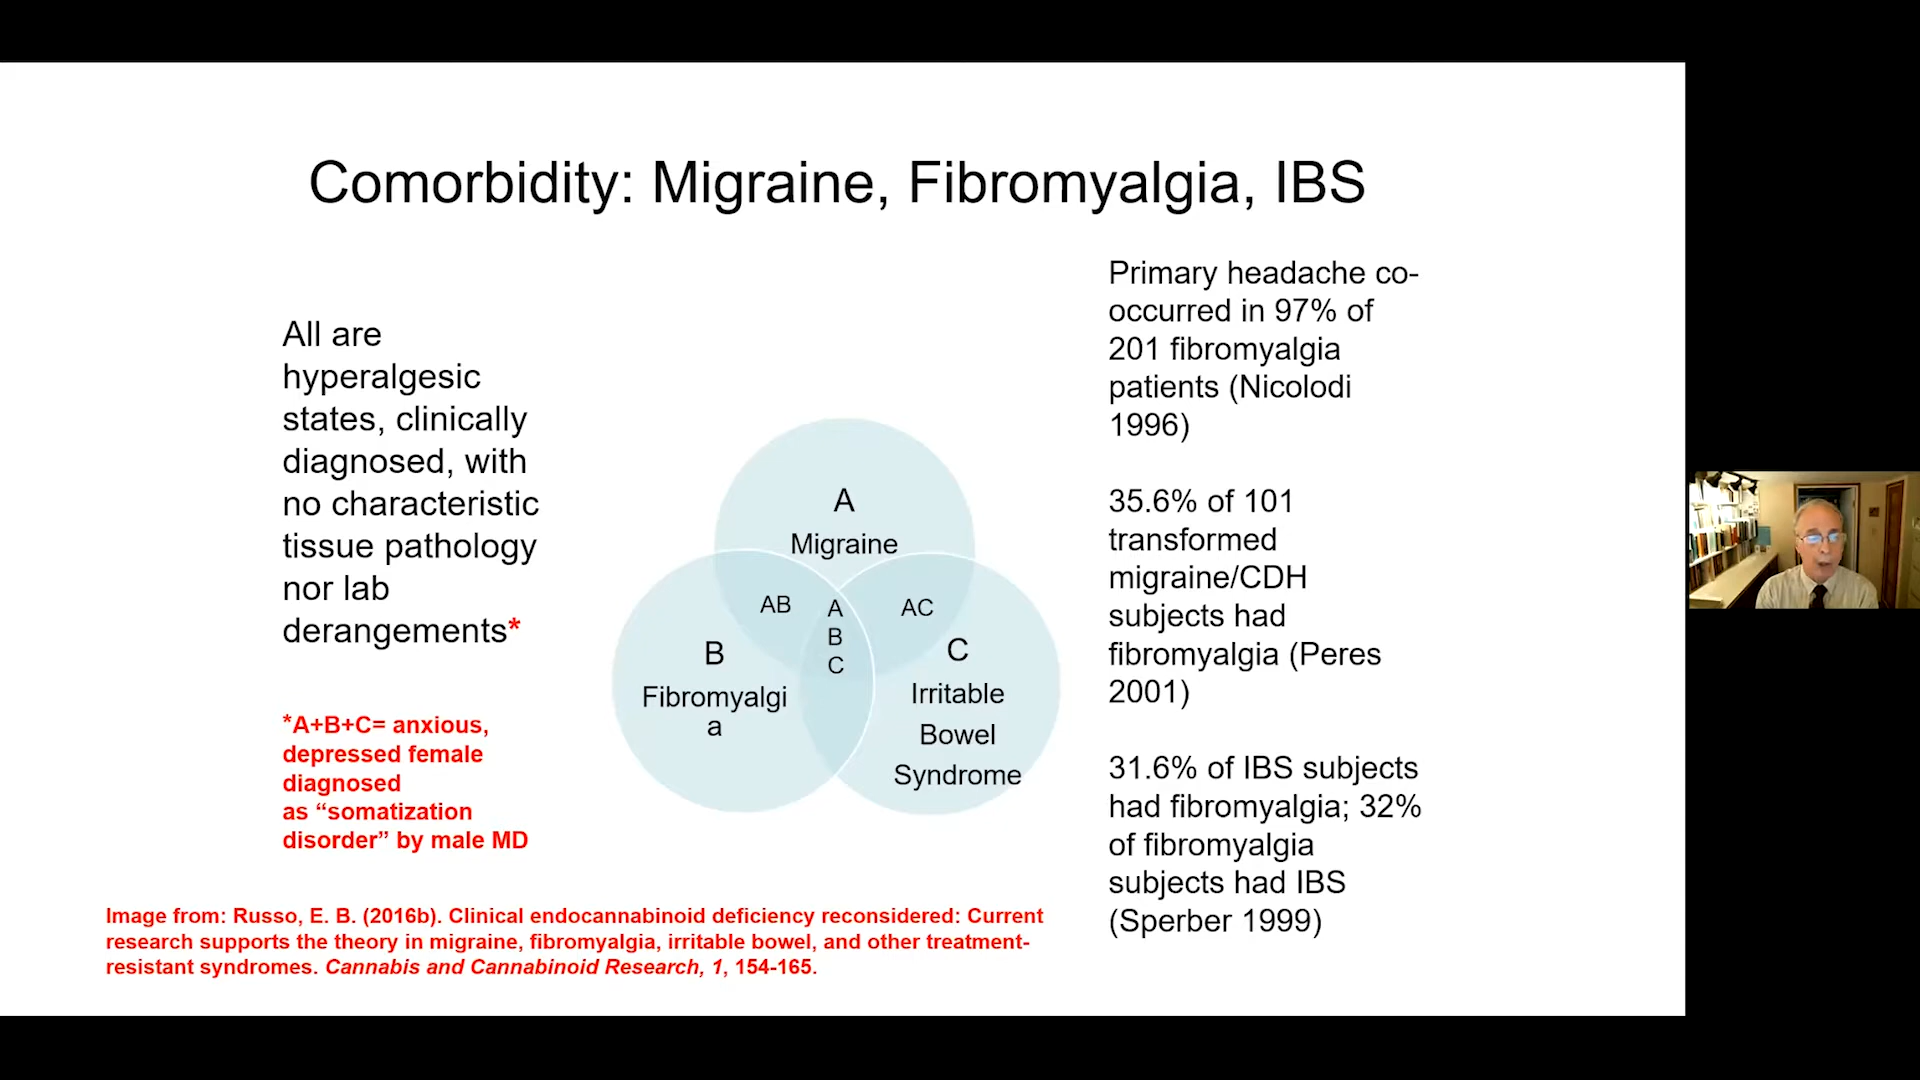 Comorbidity: Migraine, Fibromyalgia, IBS
All are
hyperalgesic
states, clinically
diagnosed, with
no characteristic
tissue pathology
nor lab
derangements*
*A+B+C= anxious,
depressed female
diagnosed
as “somatization
disorder” by male MD
A
Migraine
AB
A
B
C
AC
B
Fibromyalgi
a
C
Irritable
Bowel
Syndrome
Primary headache co-
occurred in 97% of
201 fibromyalgia
patients (Nicolodi
1996)
35.6% of 101
transformed
migraine/CDH
subjects had
fibromyalgia (Peres
2001)
31.6% of IBS subjects
had fibromyalgia; 32%
of fibromyalgia
subjects had IBS
(Sperber 1999)
Image from: Russo, E. B. (2016b). Clinical endocannabinoid deficiency reconsidered: Current
research supports the theory in migraine, fibromyalgia, irritable bowel, and other treatment-
resistant syndromes. Cannabis and Cannabinoid Research, 1, 154-165.